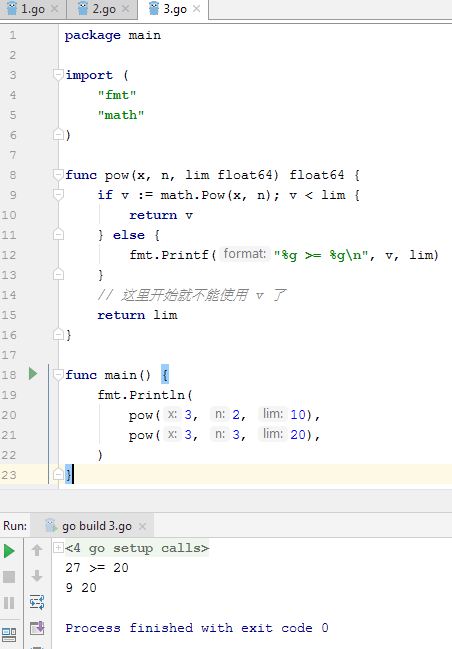 1.go
2.go
3.go
1 package main
2
3 import (
4 "fmt"
5 "math"
6 )
7
8 func pow(x, n, lim float64) float64 {
9 if v := math.Pow(x, n); v < lim {
10 return v
11 } else {
12 fmt.Printf( format: "%g >= %g\n", v, lim)
13 }
14 // 这里开始就不能使用 v 了
15 return lim
16 }
17
18 func main() {
19 fmt.Println(
20 pow( x: 3, n: 2, lim: 10),
21 pow( x: 3, n: 3, lim: 20),
22 )
23 }
Run: go build 3.go
<4 go setup calls>
27 >= 20
9 20
Process finished with exit code 0